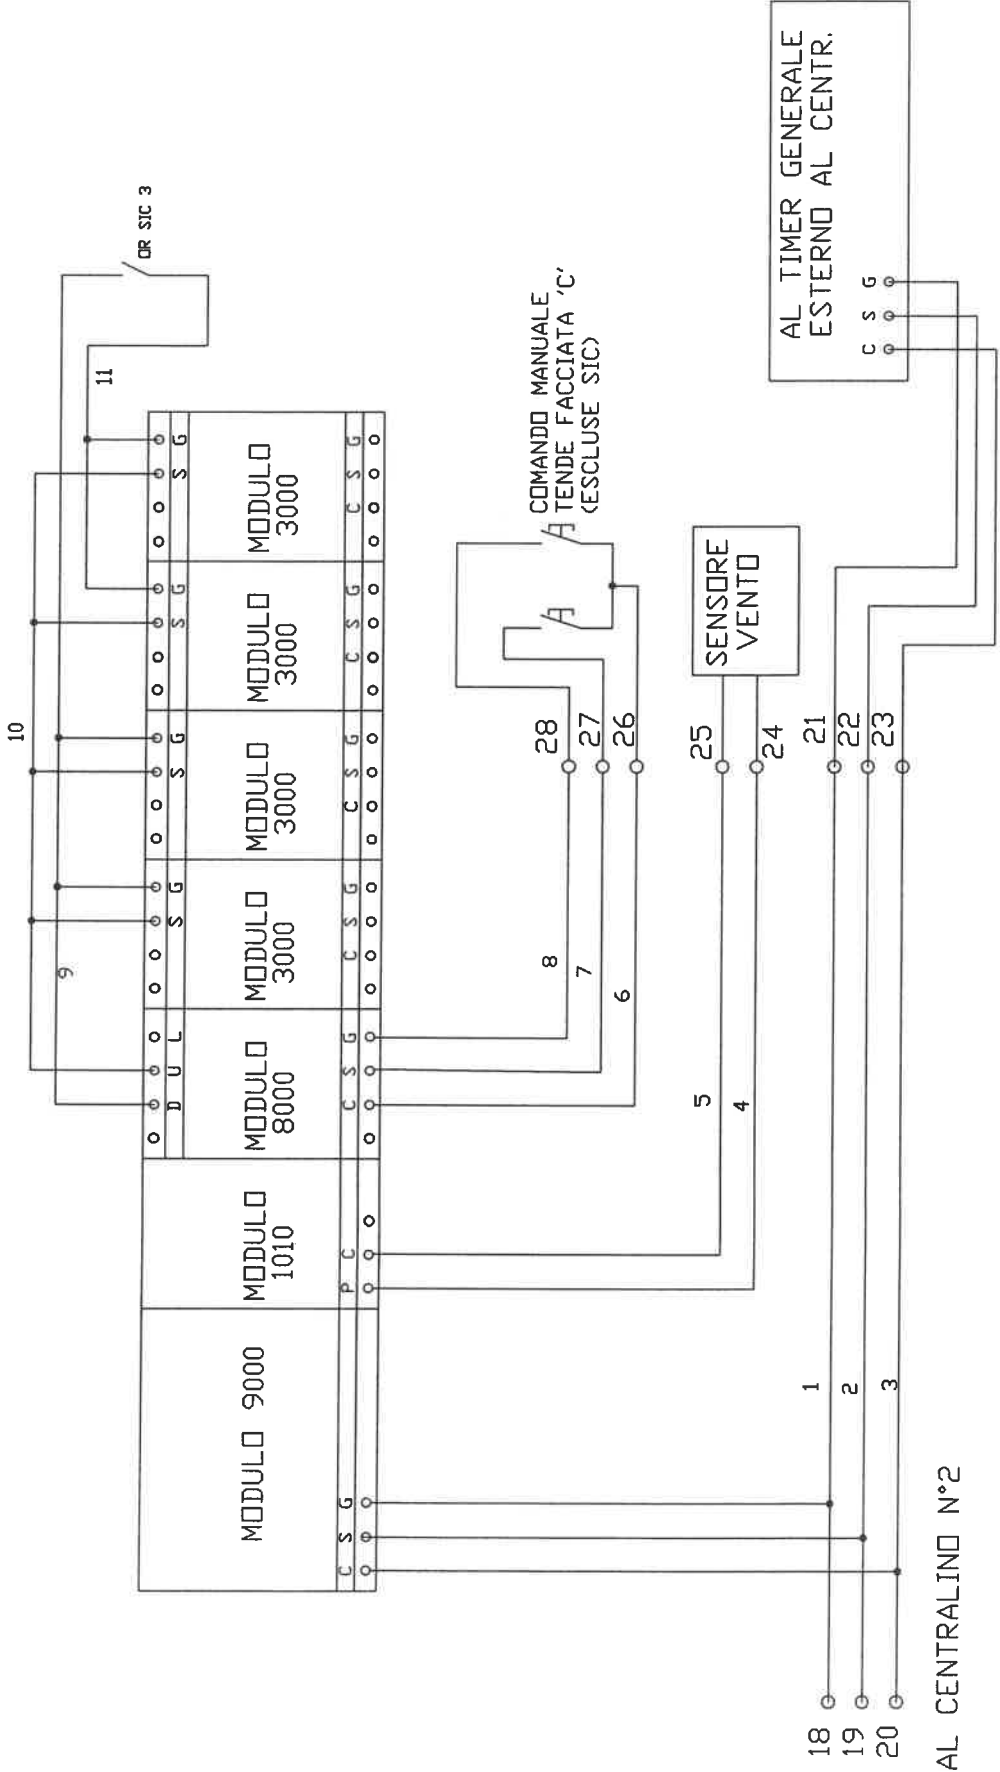 10
9
11
OR SIC 3
D U L
S G
S G
S G
S G
MODULO 9000
MODULO
1010
MODULO
8000
MODULO
3000
MODULO
3000
MODULO
3000
MODULO
3000
C S G
P C
C S G
C S G
C S G
C S G
C S G
COMANDO MANUALE
TENDE FACCIATA 'C'
(ESCLUSE SIC)
8
28
7
27
6
26
SENSORE
VENTO
5
25
4
24
AL TIMER GENERALE
ESTERNO AL CENTR.
C S G
18
1
21
19
2
22
20
3
23
AL CENTRALINO N°2